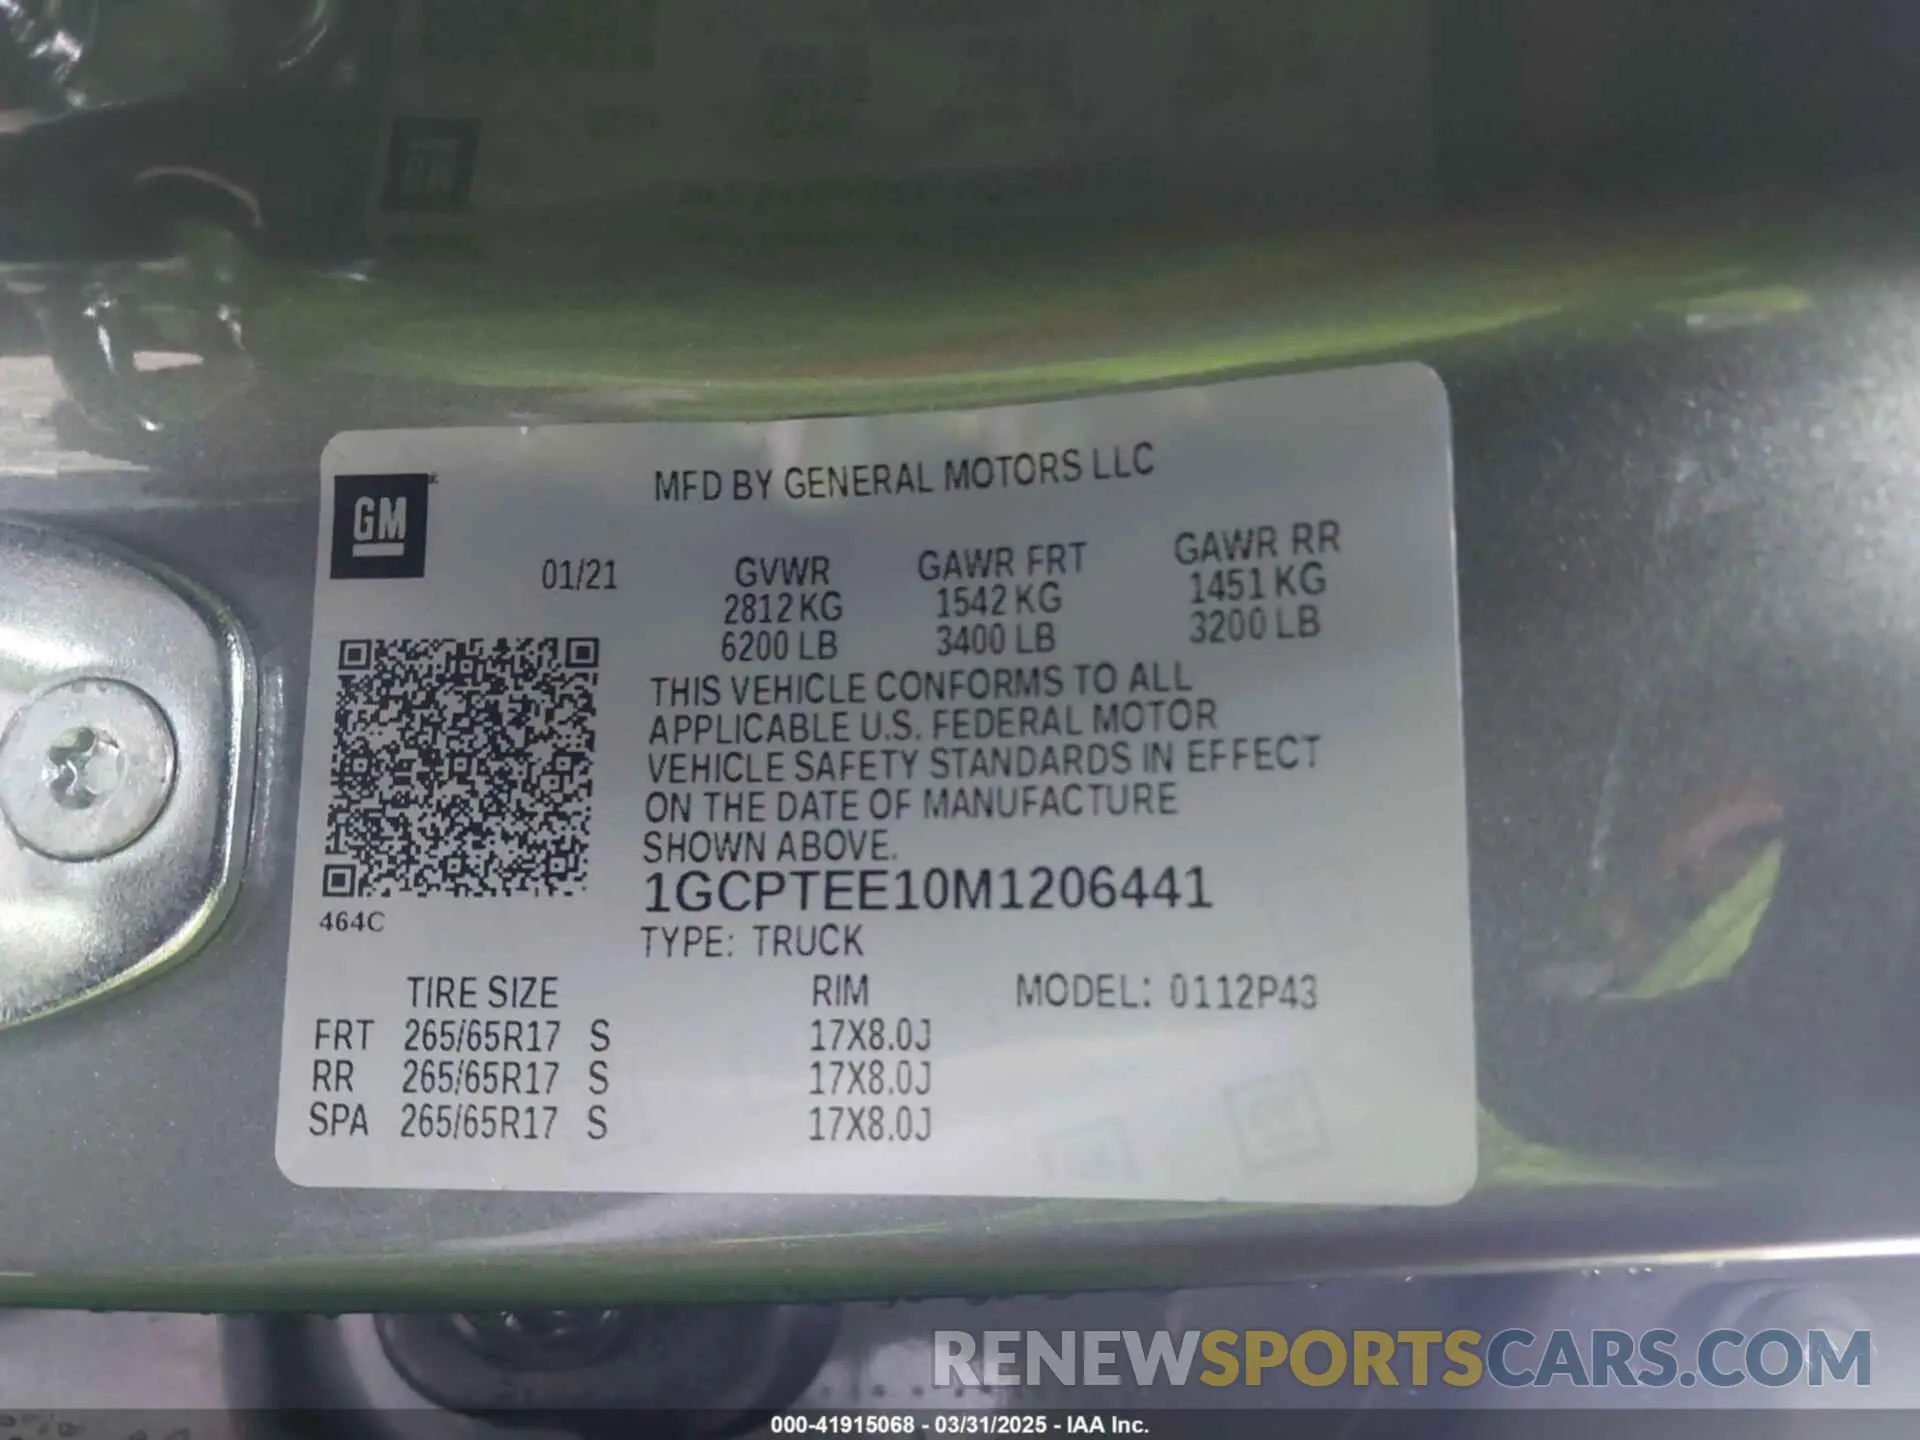 MFD BY GENERAL MOTORS LLC
GM
01/21 GVWR GAWR FRT GAWR RR
2812 KG 1542 KG 1451 KG
6200 LB 3400 LB 3200 LB
THIS VEHICLE CONFORMS TO ALL
APPLICABLE U.S. FEDERAL MOTOR
VEHICLE SAFETY STANDARDS IN EFFECT
ON THE DATE OF MANUFACTURE
SHOWN ABOVE.
1GCPTEE10M1206441
464C
TYPE: TRUCK
TIRE SIZE RIM MODEL: 0112P43
FRT 265/65R17 S 17X8.0J
RR 265/65R17 S 17X8.0J
SPA 265/65R17 S 17X8.0J
RENEWSPORTSCARS.COM
000-41915068 - 03/31/2025 - IAA Inc.